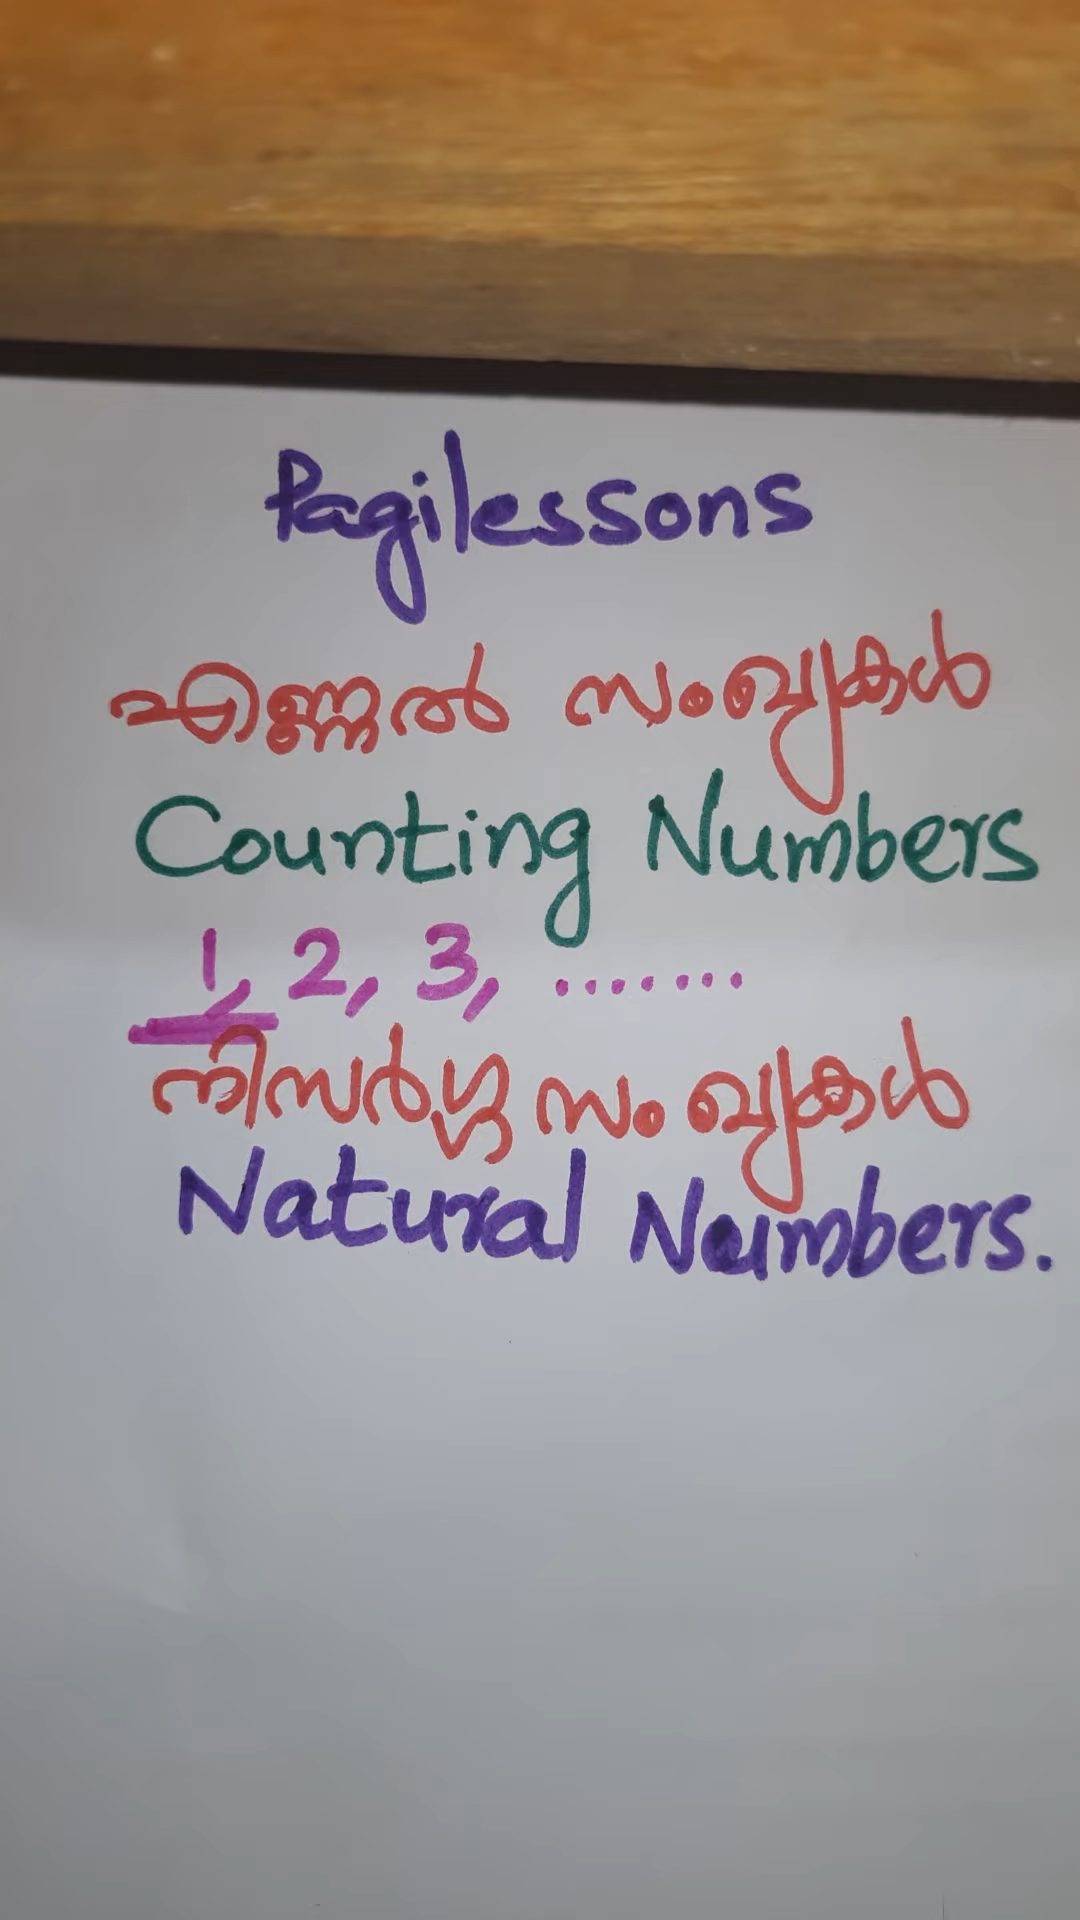 Pagilessons
എണ്ണൽ സംഖ്യകൾ
Counting Numbers
1, 2, 3, .......
നിസർഗ്ഗ സംഖ്യകൾ
Natural Numbers.